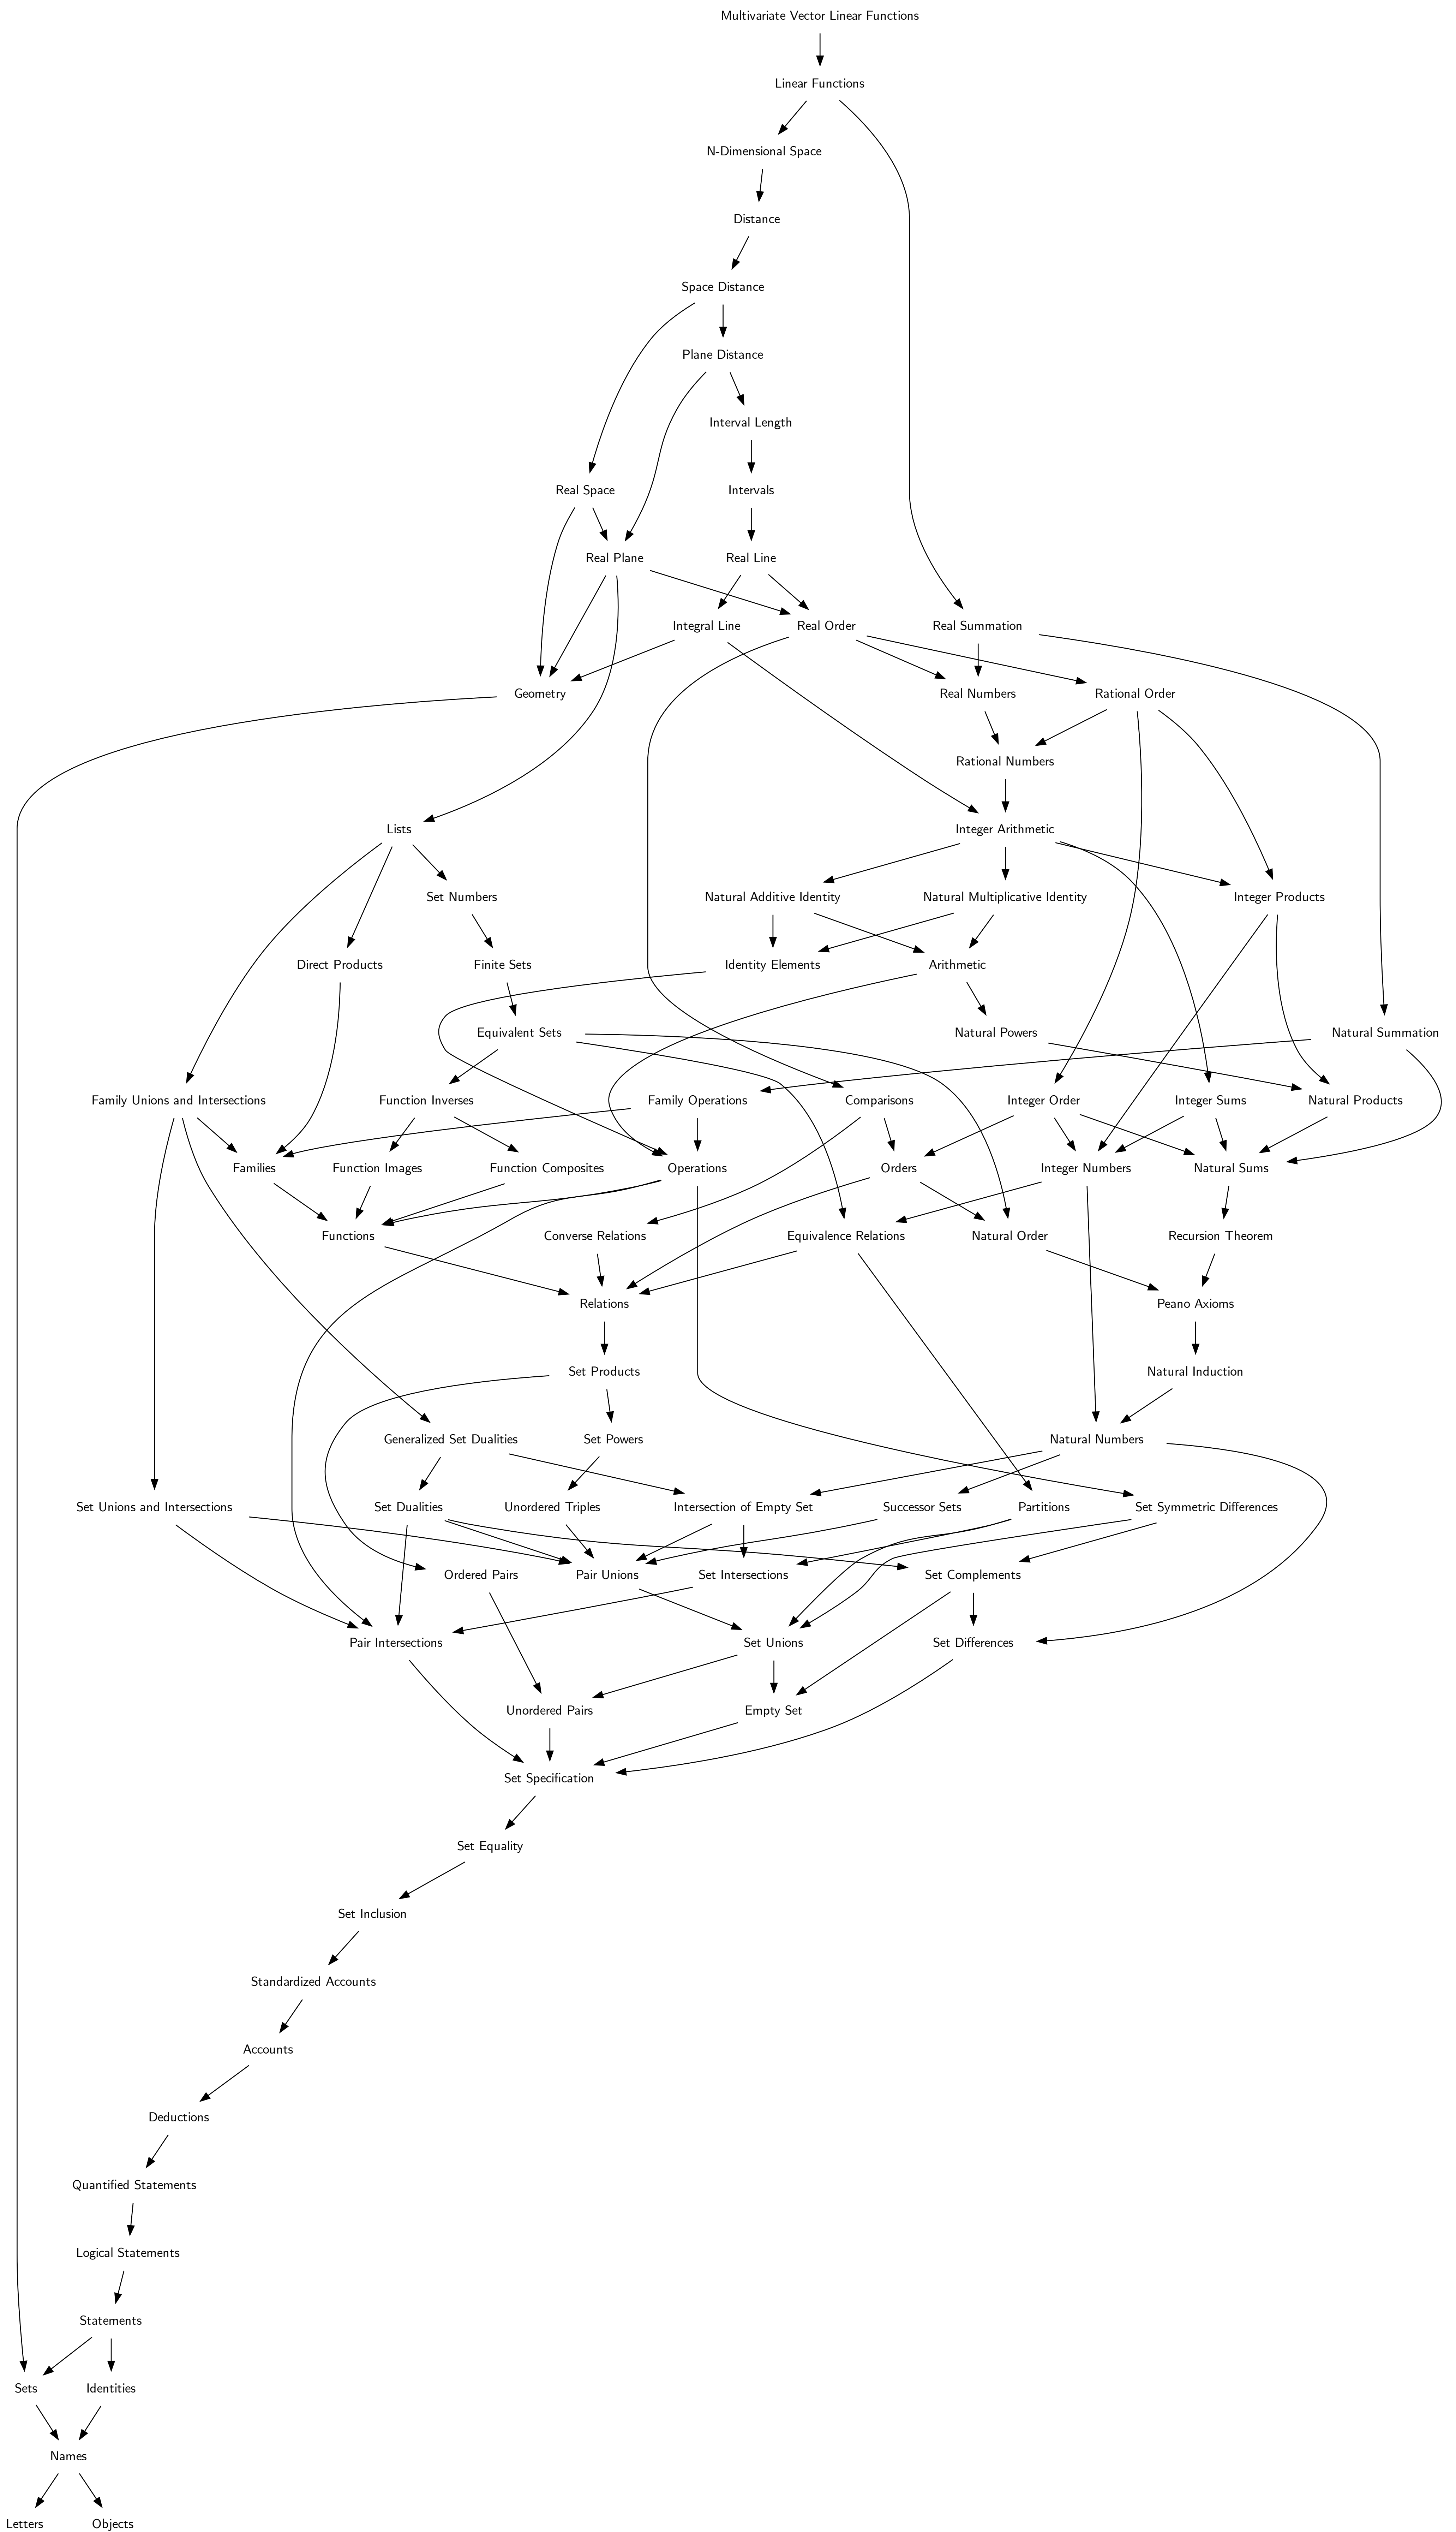 Multivariate Vector Linear Functions
Linear Functions
N-Dimensional Space
Distance
Space Distance
Plane Distance
Interval Length
Real Space
Intervals
Real Plane
Real Line
Integral Line
Real Order
Real Summation
Geometry
Real Numbers
Rational Order
Rational Numbers
Lists
Integer Arithmetic
Set Numbers
Natural Additive Identity
Natural Multiplicative Identity
Integer Products
Direct Products
Finite Sets
Identity Elements
Arithmetic
Equivalent Sets
Natural Powers
Natural Summation
Family Unions and Intersections
Function Inverses
Family Operations
Comparisons
Integer Order
Integer Sums
Natural Products
Families
Function Images
Function Composites
Operations
Orders
Integer Numbers
Natural Sums
Functions
Converse Relations
Equivalence Relations
Natural Order
Recursion Theorem
Relations
Peano Axioms
Set Products
Natural Induction
Generalized Set Dualities
Set Powers
Natural Numbers
Set Unions and Intersections
Set Dualities
Unordered Triples
Intersection of Empty Set
Successor Sets
Partitions
Set Symmetric Differences
Ordered Pairs
Pair Unions
Set Intersections
Set Complements
Pair Intersections
Set Unions
Set Differences
Unordered Pairs
Empty Set
Set Specification
Set Equality
Set Inclusion
Standardized Accounts
Accounts
Deductions
Quantified Statements
Logical Statements
Statements
Sets
Identities
Names
Letters
Objects